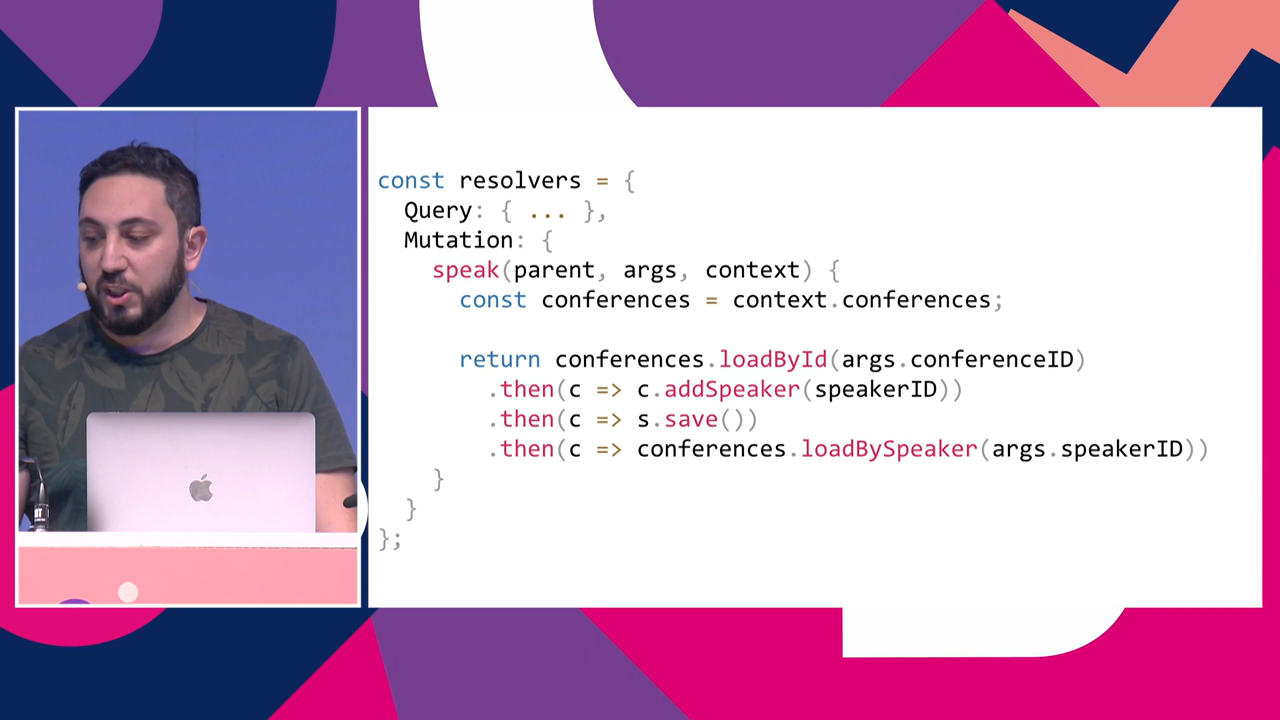 const resolvers = {
Query: { ... },
Mutation: {
speak(parent, args, context) {
const conferences = context.conferences;
return conferences.loadById(args.conferenceID)
.then(c => c.addSpeaker(speakerID))
.then(c => s.save())
.then(c => conferences.loadBySpeaker(args.speakerID))
}
}
};